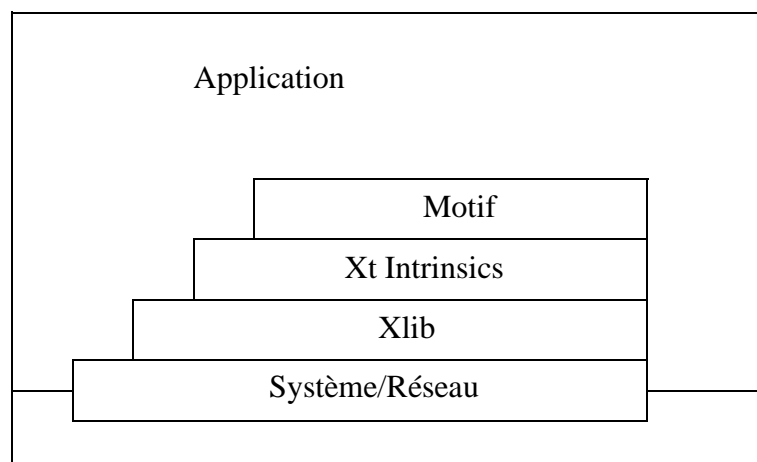 Application
Motif
Xt Intrinsics
Xlib
Système/Réseau